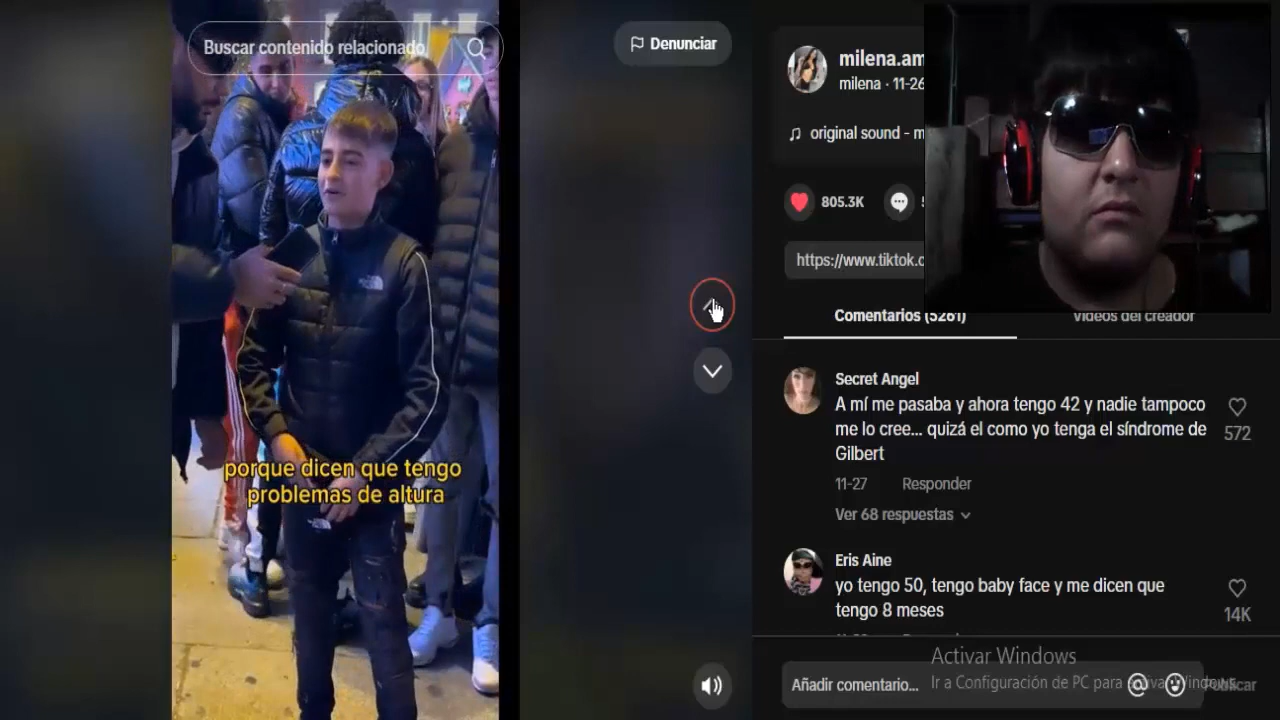 Buscar contenido relacionado
Denunciar
milena.am
milena · 11-26
original sound - m
805.3K
https://www.tiktok.c
Comentarios (5261)
Videos del creador
THE NORTH FACE
porque dicen que tengo
problemas de altura
Secret Angel
A mí me pasaba y ahora tengo 42 y nadie tampoco
me lo cree... quizá el como yo tenga el síndrome de
Gilbert
572
11-27 Responder
Ver 68 respuestas
Eris Aine
yo tengo 50, tengo baby face y me dicen que
tengo 8 meses
14K
Activar Windows
Añadir comentario...
Ir a Configuración de PC para activar Windows.
Publicar